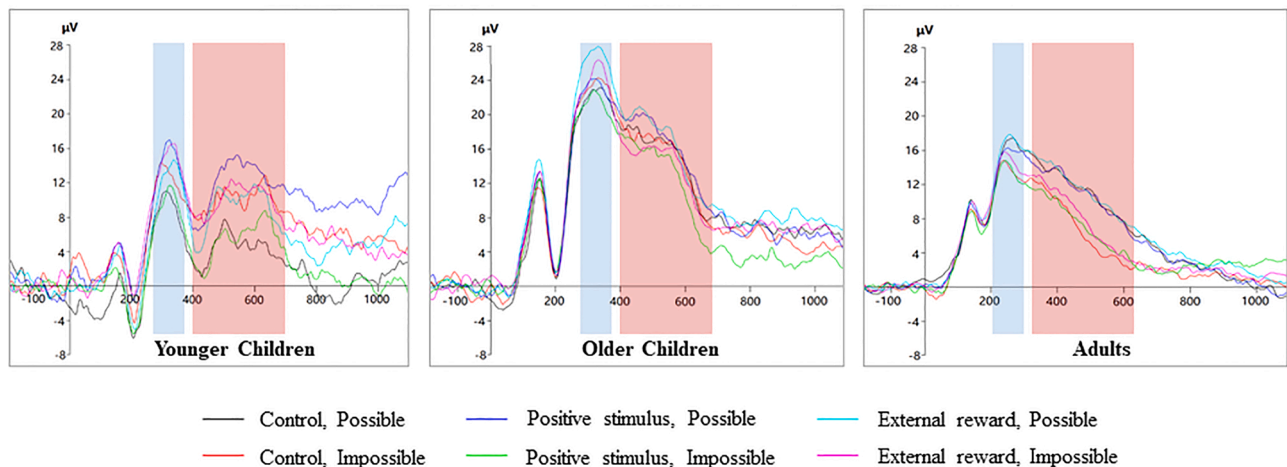 µV
28
24
20
16
12
8
4
-4
-8
-100 200 400 600 800 1000
Younger Children
µV
28
24
20
16
12
8
4
-4
-8
-100 200 400 600 800 1000
Older Children
µV
28
24
20
16
12
8
4
-4
-8
-100 200 400 600 800 1000
Adults
Control, Possible Positive stimulus, Possible External reward, Possible
Control, Impossible Positive stimulus, Impossible External reward, Impossible